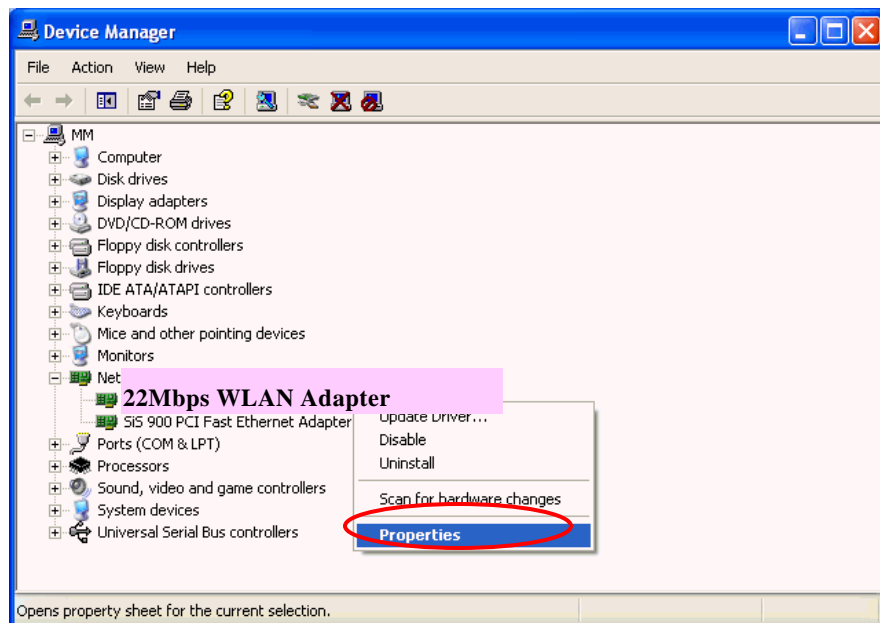 Device Manager
File Action View Help
MM
Computer
Disk drives
Display adapters
DVD/CD-ROM drives
Floppy disk controllers
Floppy disk drives
IDE ATA/ATAPI controllers
Keyboards
Mice and other pointing devices
Monitors
Net
22Mbps WLAN Adapter
SiS 900 PCI Fast Ethernet Adapter
Ports (COM & LPT)
Processors
Sound, video and game controllers
System devices
Universal Serial Bus controllers
Update Driver...
Disable
Uninstall
Scan for hardware changes
Properties
Opens property sheet for the current selection.